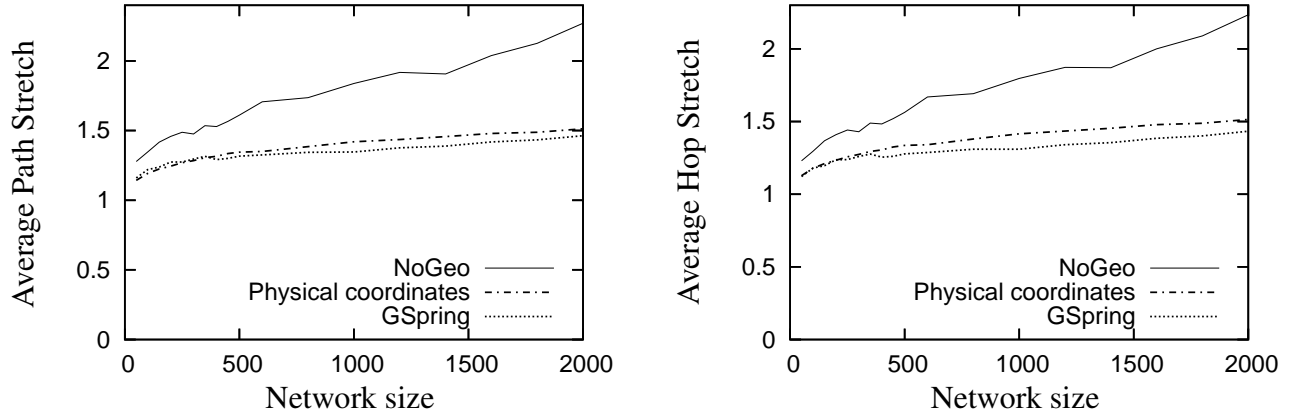 Average Path Stretch
2
1.5
1
0.5
0
NoGeo
Physical coordinates
GSpring
0 500 1000 1500 2000
Network size
Average Hop Stretch
2
1.5
1
0.5
0
NoGeo
Physical coordinates
GSpring
0 500 1000 1500 2000
Network size